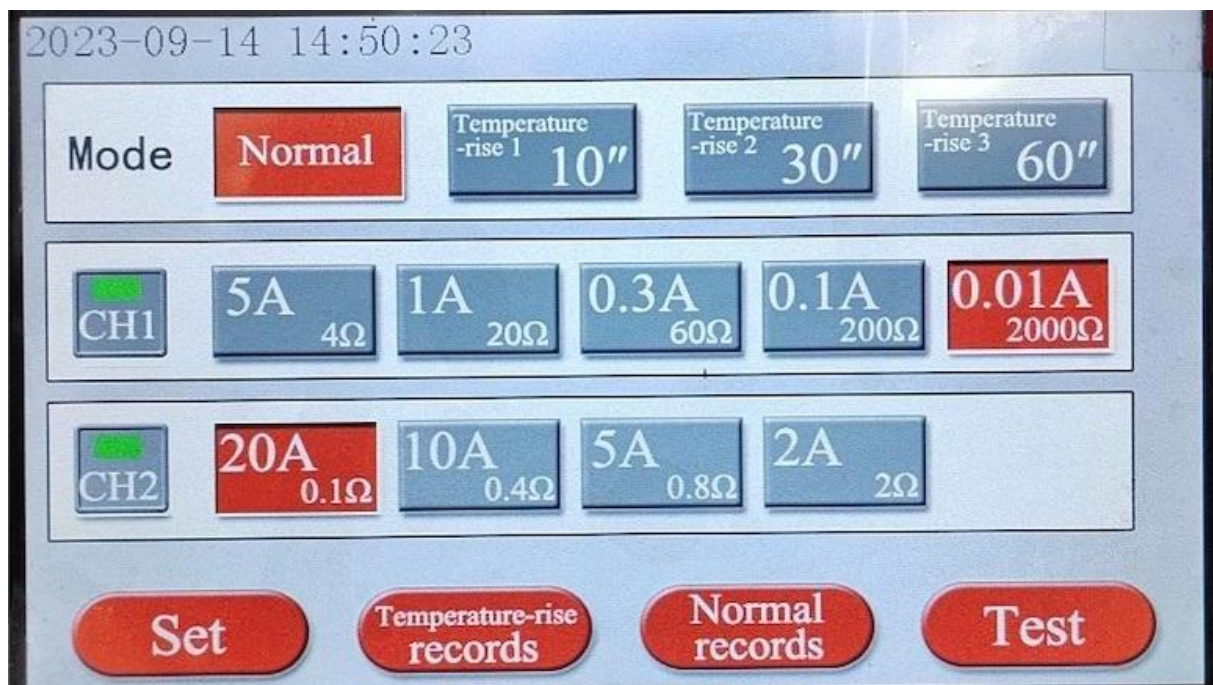 2023-09-14 14:50:23
Mode
Normal
Temperature
-rise 1
10″
Temperature
-rise 2
30″
Temperature
-rise 3
60″
CH1
5A
4Ω
1A
20Ω
0.3A
60Ω
0.1A
200Ω
0.01A
2000Ω
CH2
20A
0.1Ω
10A
0.4Ω
5A
0.8Ω
2A
2Ω
Set
Temperature-rise
records
Normal
records
Test